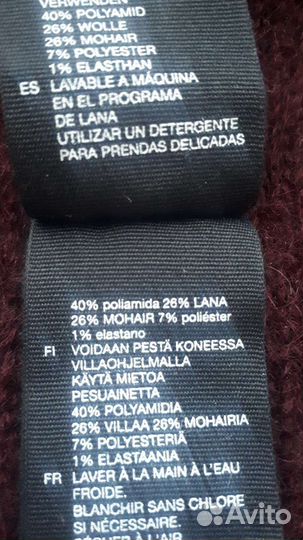 VERWENDEN
40% POLYAMID
26% WOLLE
26% MOHAIR
7% POLYESTER
1% ELASTHAN
ES LAVABLE A MÁQUINA
EN EL PROGRAMA
DE LANA
UTILIZAR UN DETERGENTE
PARA PRENDAS DELICADAS
40% poliamida 26% LANA
26% MOHAIR 7% poliéster
1% elastano
FI VOIDAAN PESTÄ KONEESSA
VILLAOHJELMALLA
KÄYTÄ MIETOA
PESUAINETTA
40% POLYAMIDIA
26% VILLAA 26% MOHAIRIA
7% POLYESTERIÄ
1% ELASTAANIA
FR LAVER À LA MAIN À L'EAU
FROIDE.
BLANCHIR SANS CHLORE
SI NÉCESSAIRE.
SÉCHER À L'AIR
Avito